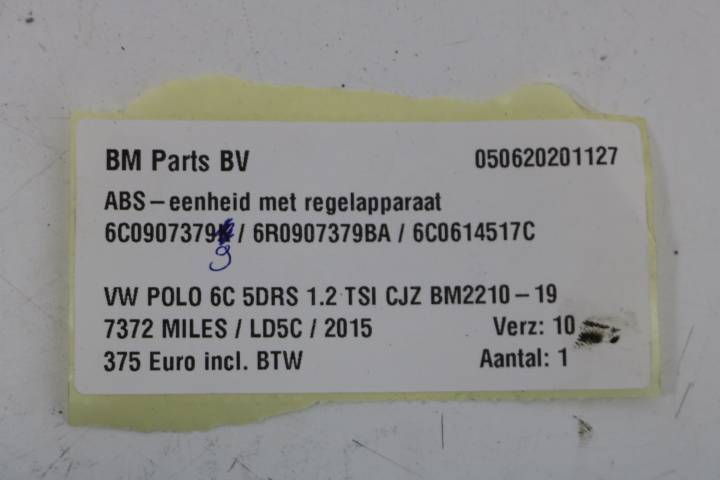 BM Parts BV 050620201127
ABS-eenheid met regelapparaat
6C0907379 / 6R0907379BA / 6C0614517C
9
VW POLO 6C 5DRS 1.2 TSI CJZ BM2210-19
7372 MILES / LD5C / 2015 Verz: 10
375 Euro incl. BTW Aantal: 1